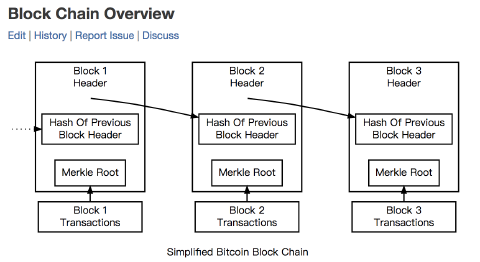 Block Chain Overview
Edit | History | Report Issue | Discuss
Block 1
Header
Block 2
Header
Block 3
Header
Hash Of Previous
Block Header
Hash Of Previous
Block Header
Hash Of Previous
Block Header
Merkle Root
Merkle Root
Merkle Root
Block 1
Transactions
Block 2
Transactions
Block 3
Transactions
Simplified Bitcoin Block Chain